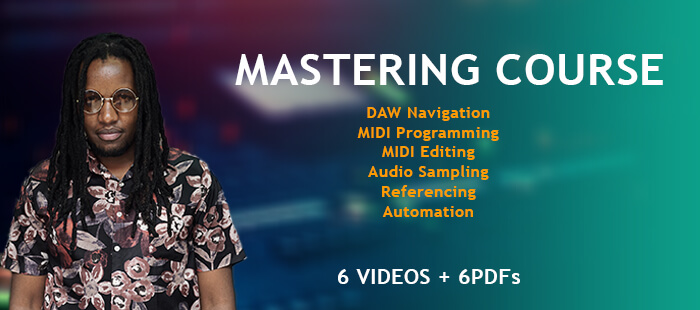 MASTERING COURSE
DAW Navigation
MIDI Programming
MIDI Editing
Audio Sampling
Referencing
Automation
6 VIDEOS + 6PDFs